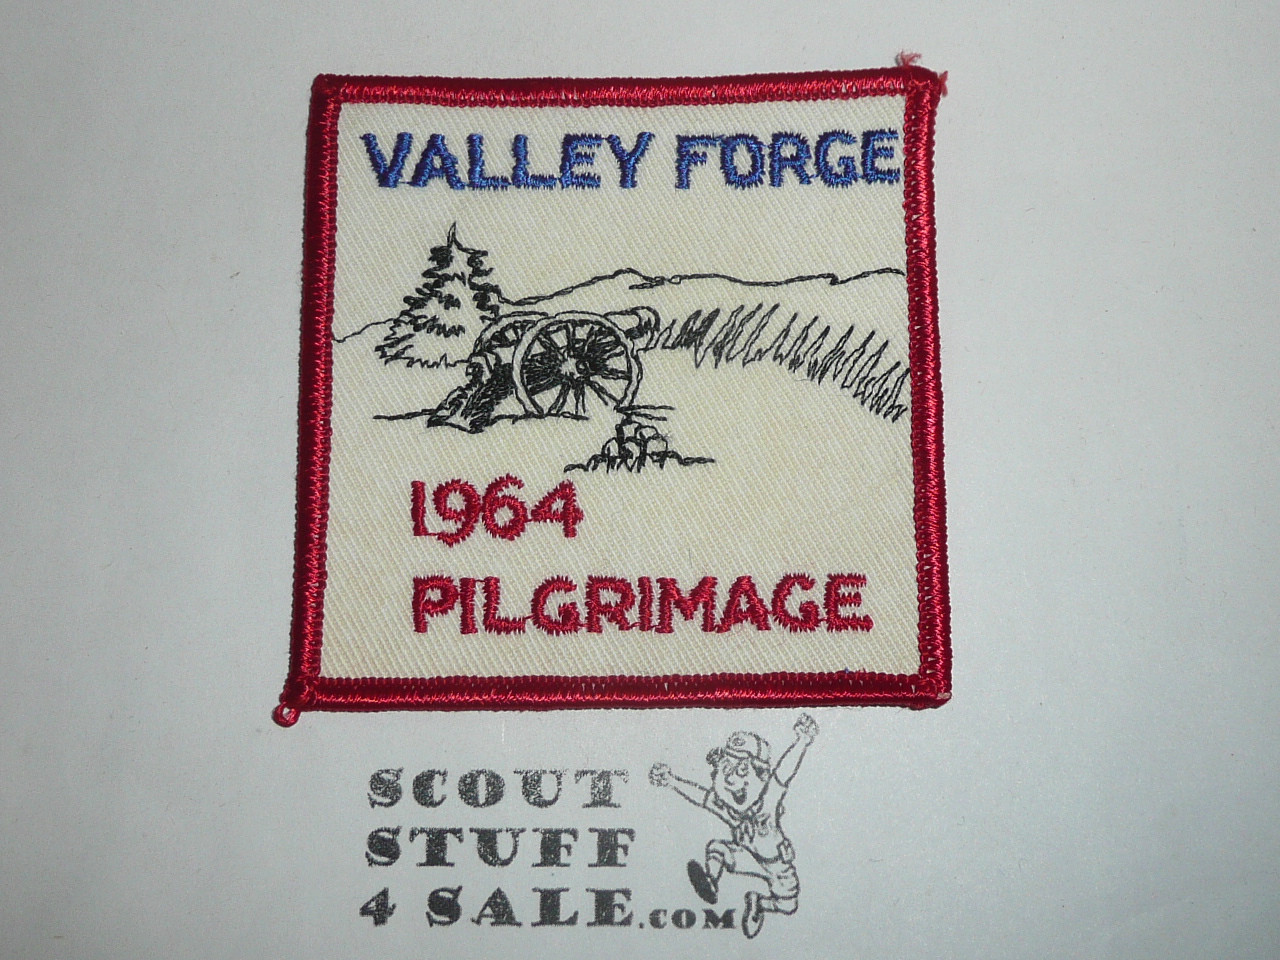 VALLEY FORGE
1964
PILGRIMAGE
SCOUT
STUFF
4 SALE.COM